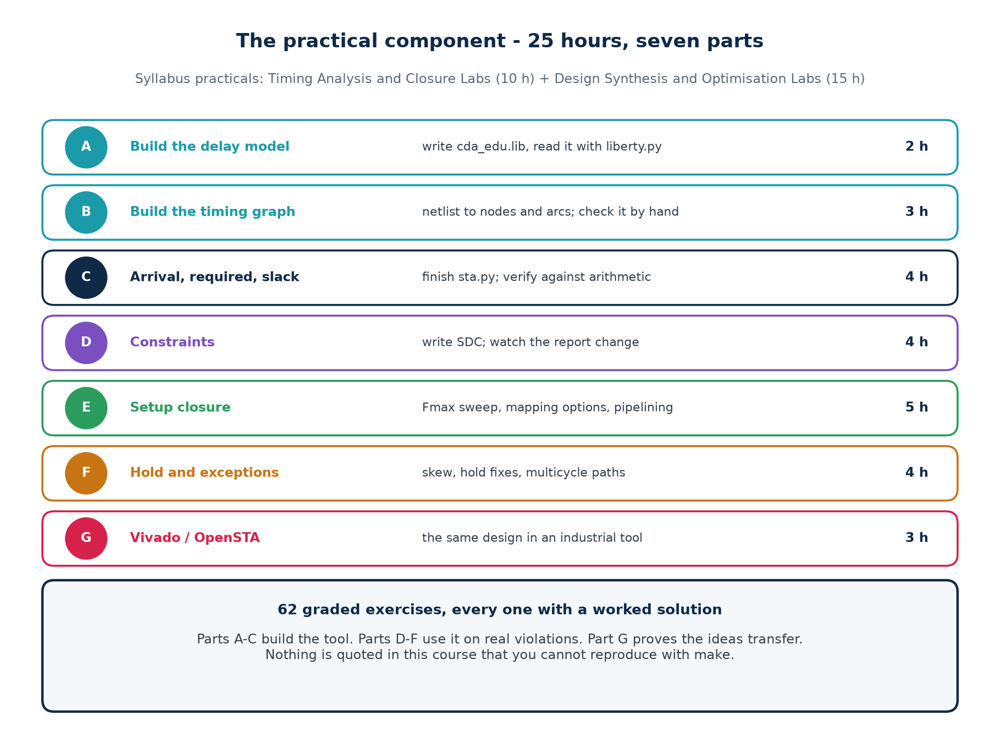 The practical component - 25 hours, seven parts
Syllabus practicals: Timing Analysis and Closure Labs (10 h) + Design Synthesis and Optimisation Labs (15 h)
A Build the delay model write cda_edu.lib, read it with liberty.py 2 h
B Build the timing graph netlist to nodes and arcs; check it by hand 3 h
C Arrival, required, slack finish sta.py; verify against arithmetic 4 h
D Constraints write SDC; watch the report change 4 h
E Setup closure Fmax sweep, mapping options, pipelining 5 h
F Hold and exceptions skew, hold fixes, multicycle paths 4 h
G Vivado / OpenSTA the same design in an industrial tool 3 h
62 graded exercises, every one with a worked solution
Parts A-C build the tool. Parts D-F use it on real violations. Part G proves the ideas transfer.
Nothing is quoted in this course that you cannot reproduce with make.